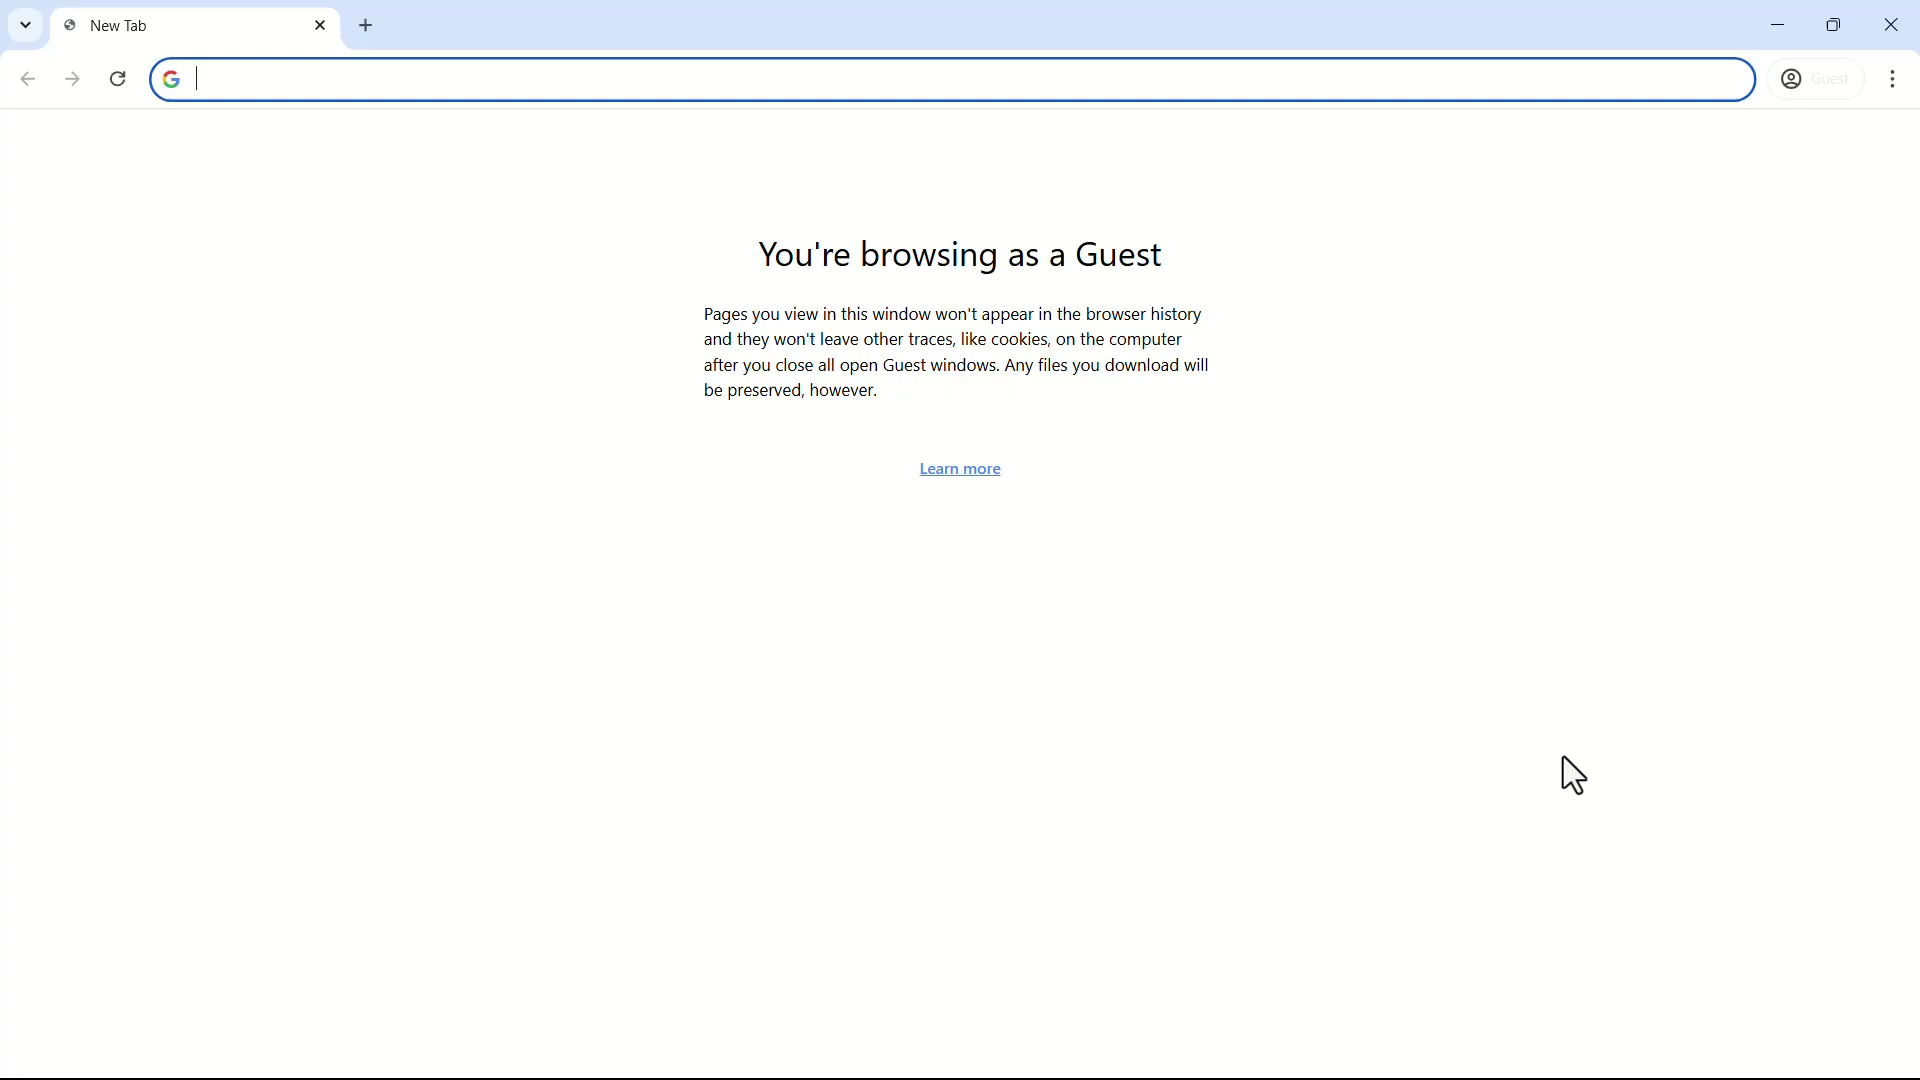 New Tab
Guest
You're browsing as a Guest
Pages you view in this window won't appear in the browser history
and they won't leave other traces, like cookies, on the computer
after you close all open Guest windows. Any files you download will
be preserved, however.
Learn more